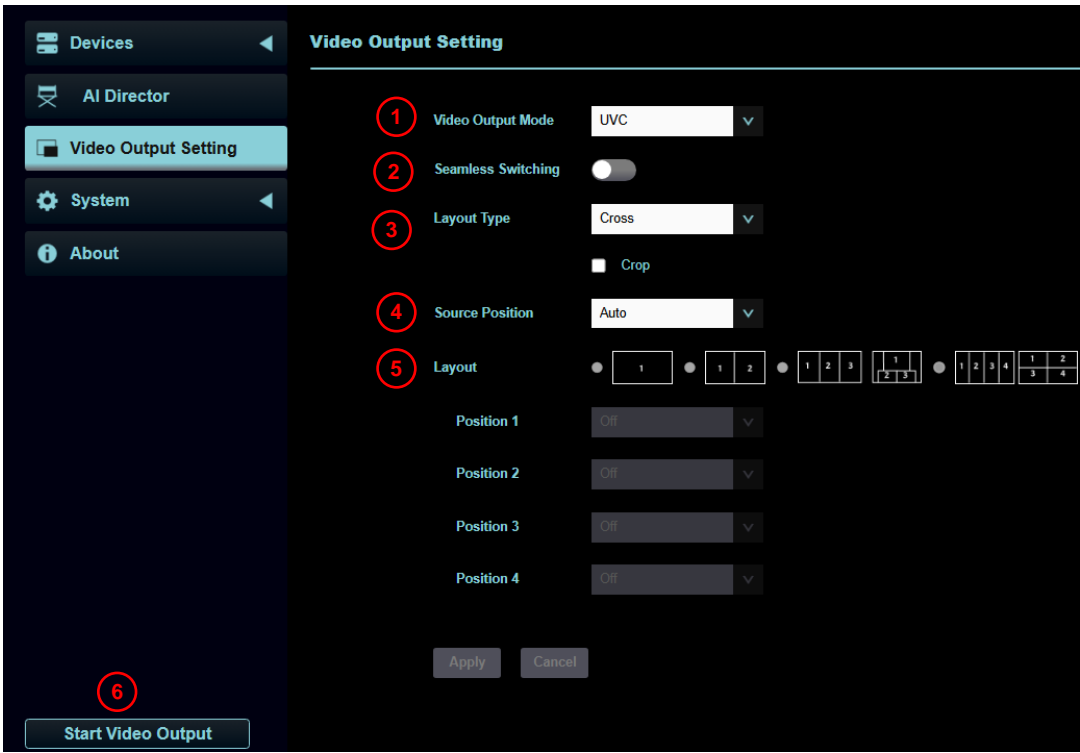 Devices
AI Director
Video Output Setting
System
About
6
Start Video Output
Video Output Setting
1 Video Output Mode UVC
2 Seamless Switching
3 Layout Type Cross
Crop
4 Source Position Auto
5 Layout 1 1 2 1 2 3 1 2 3 1 2 3 4 1 2 3 4
Position 1 Off
Position 2 Off
Position 3 Off
Position 4 Off
Apply Cancel